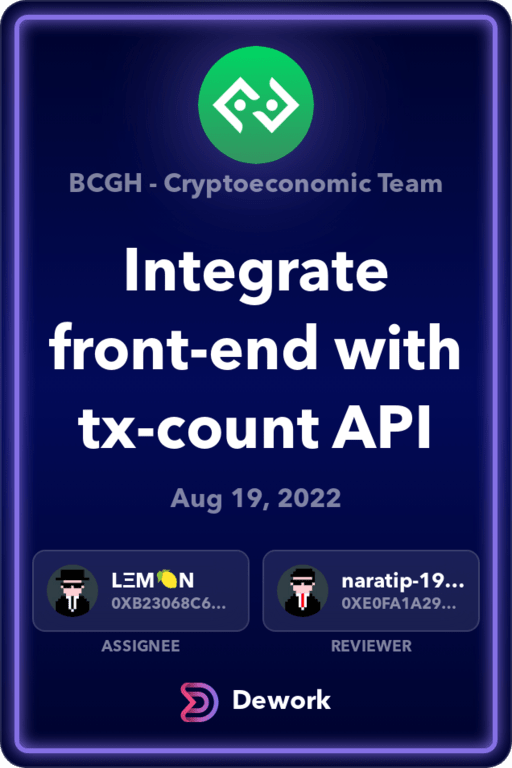 BCGH - Cryptoeconomic Team
Integrate
front-end with
tx-count API
Aug 19, 2022
LΞM🍋N
0XB23068C6...
naratip-19...
0XE0FA1A29...
ASSIGNEE
REVIEWER
Dework